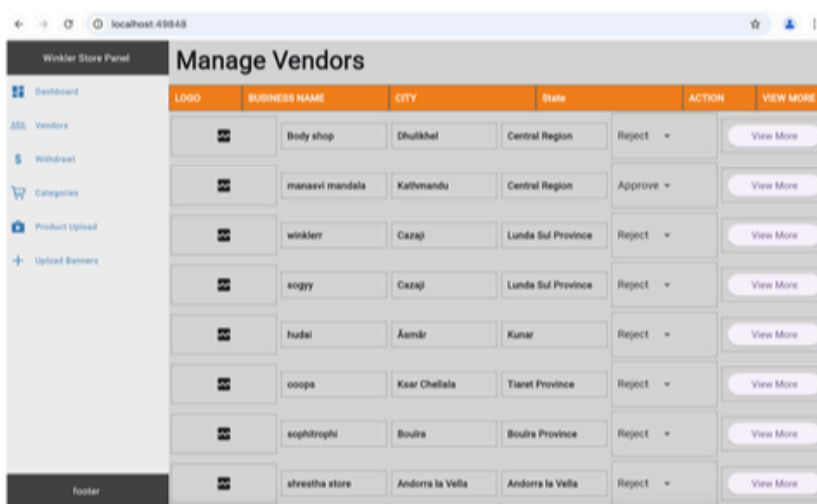 localhost:49848
Winkler Store Panel
Manage Vendors
Dashboard
Vendors
Withdrawl
Categories
Product Upload
Upload Banners
LOGO BUSINESS NAME CITY State ACTION VIEW MORE
Body shop Dhulikhel Central Region Reject View More
manasvi mandala Kathmandu Central Region Approve View More
winklerr Cazaji Lunda Sul Province Reject View More
sogyy Cazaji Lunda Sul Province Reject View More
hudai Āsmār Kunar Reject View More
ooops Ksar Chellala Tiaret Province Reject View More
sophitrophi Bouira Bouira Province Reject View More
shrestha store Andorra la Vella Andorra la Vella Reject View More
footer